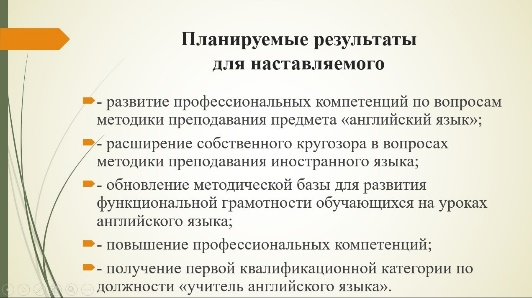 Планируемые результаты
для наставляемого
- развитие профессиональных компетенций по вопросам
методики преподавания предмета «английский язык»;
- расширение собственного кругозора в вопросах
методики преподавания иностранного языка;
- обновление методической базы для развития
функциональной грамотности обучающихся на уроках
английского языка;
- повышение профессиональных компетенций;
- получение первой квалификационной категории по
должности «учитель английского языка».